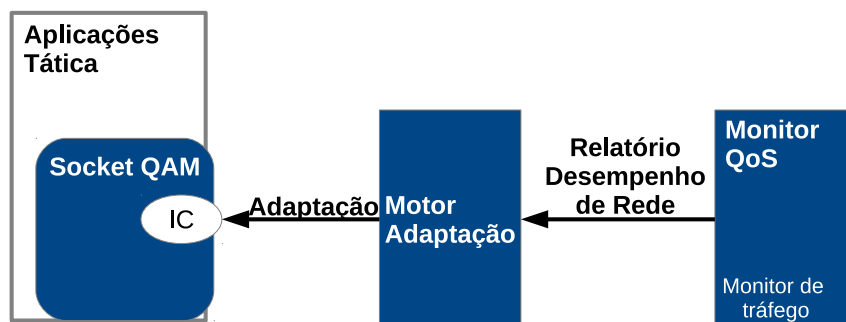 Aplicações
Tática
Socket QAM
IC
Adaptação
Motor
Adaptação
Relatório
Desempenho
de Rede
Monitor
QoS
Monitor de
tráfego